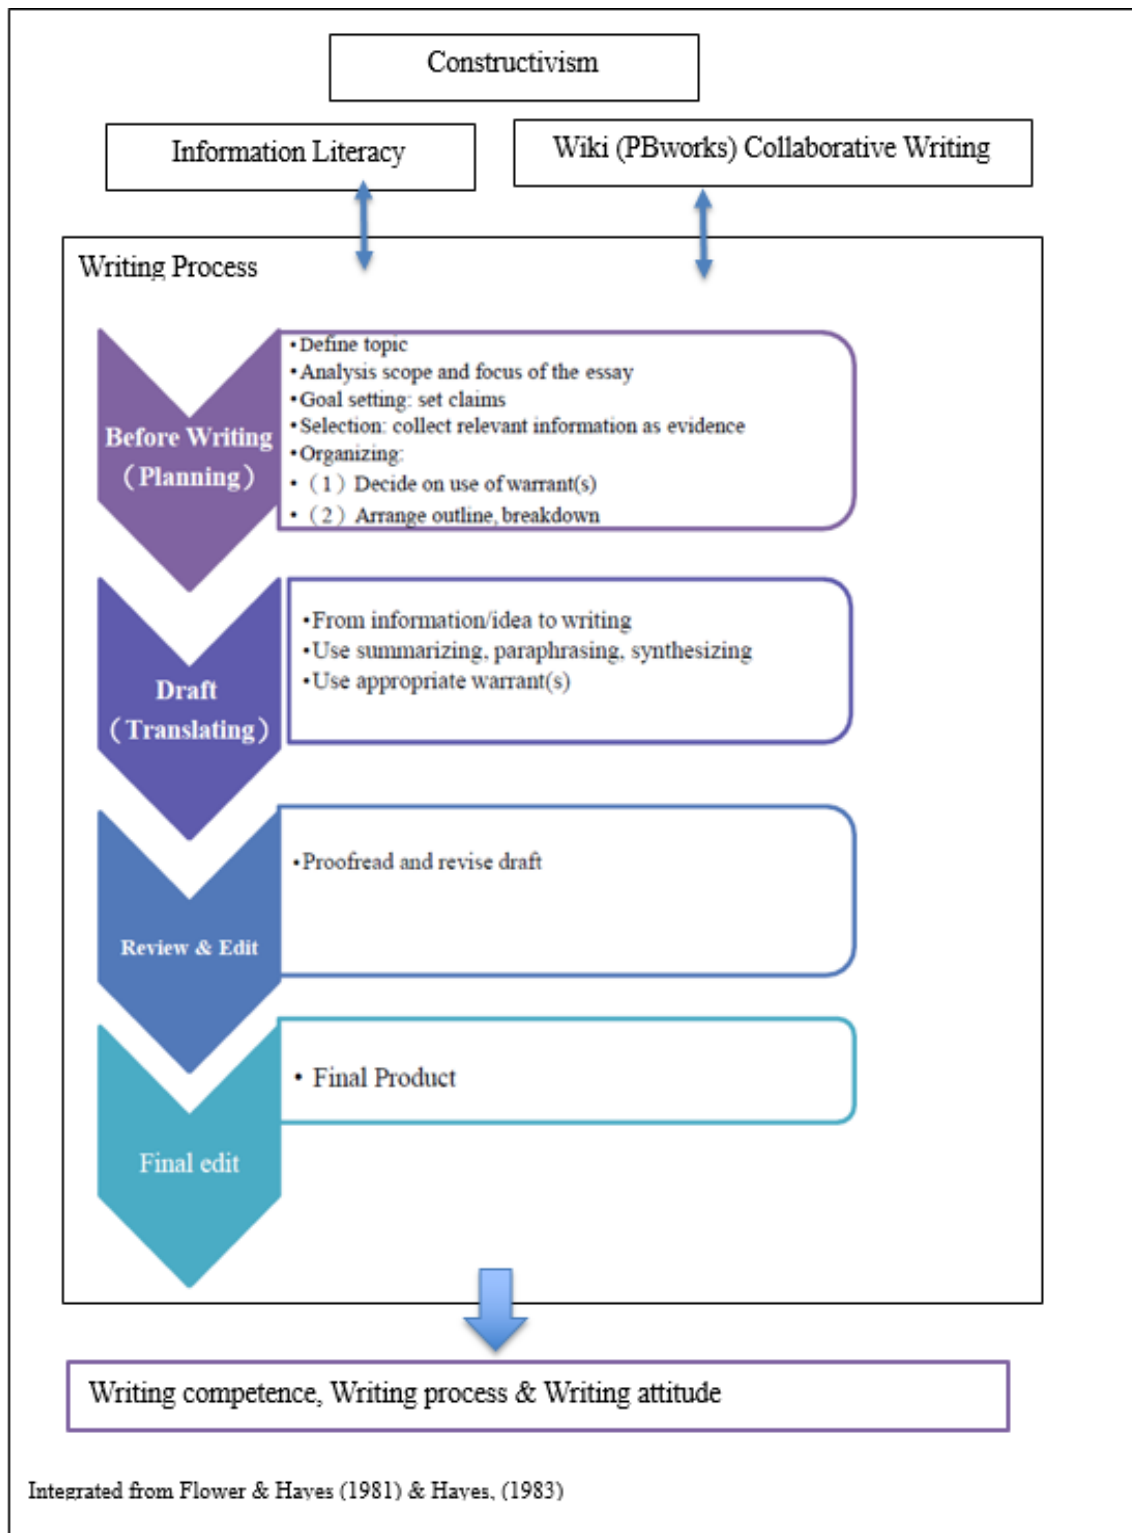 Constructivism
Information Literacy
Wiki (PBworks) Collaborative Writing
Writing Process
Before Writing
（Planning）
•Define topic
•Analysis scope and focus of the essay
•Goal setting: set claims
•Selection: collect relevant information as evidence
•Organizing:
•（1）Decide on use of warrant(s)
•（2）Arrange outline, breakdown
Draft
（Translating）
•From information/idea to writing
•Use summarizing, paraphrasing, synthesizing
•Use appropriate warrant(s)
Review & Edit
•Proofread and revise draft
Final edit
• Final Product
Writing competence, Writing process & Writing attitude
Integrated from Flower & Hayes (1981) & Hayes, (1983)